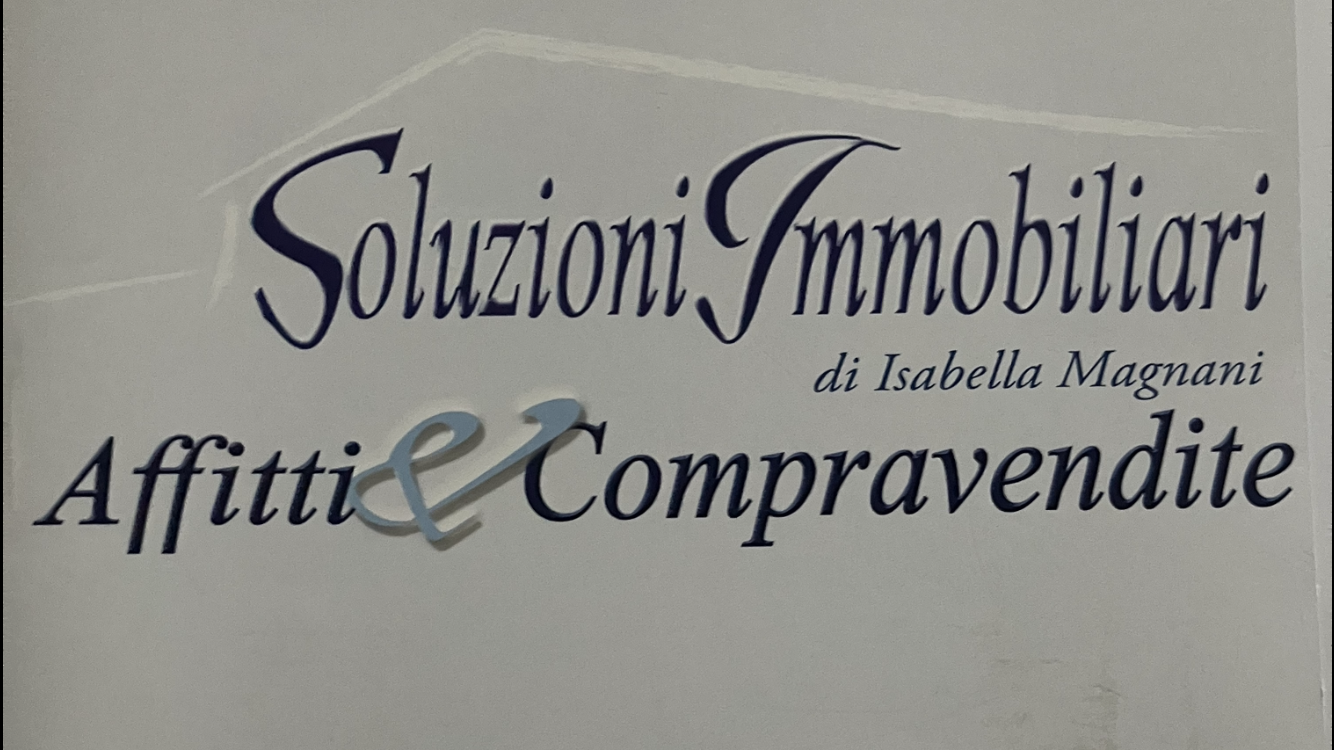 Soluzioni Immobiliari
di Isabella Magnani
Affitti & Compravendite